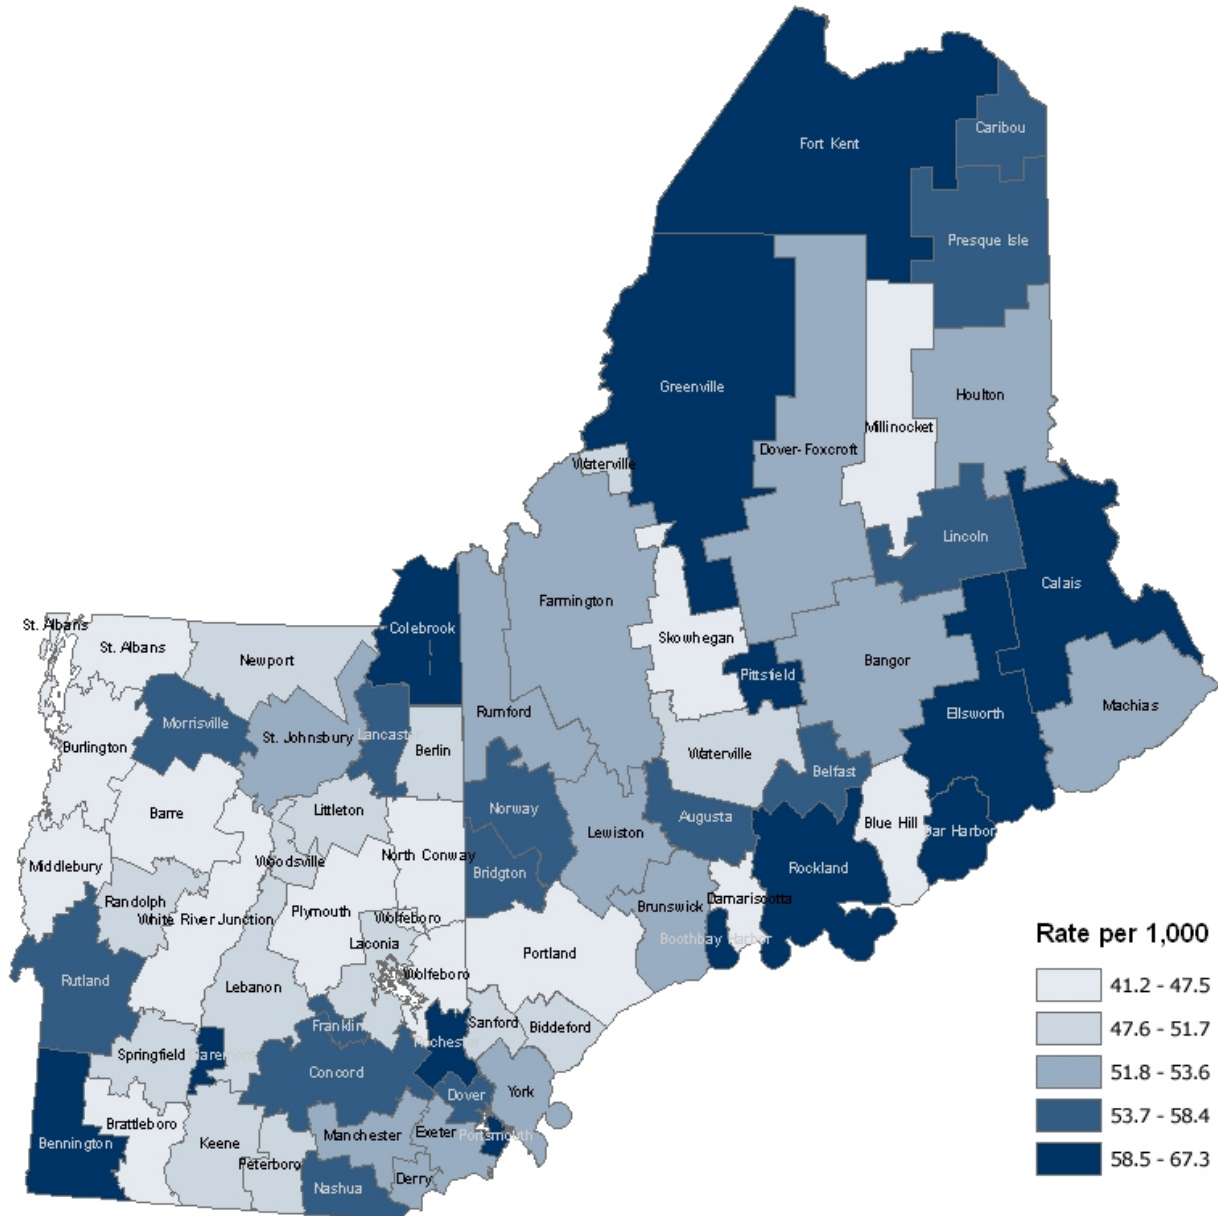 Fort Kent
Caribou
Presque Isle
Greenville
Houlton
Millinocket
Dover-Foxcroft
Waterville
Lincoln
Calais
Farmington
Colebrook
Skowhegan
St. Albans
St. Albans
Newport
Bangor
Pittsfield
Machias
Ellsworth
Rumford
Morrisville
St. Johnsbury
Lancaster
Burlington
Berlin
Waterville
Belfast
Norway
Littleton
Barre
Augusta
Blue Hill
Bar Harbor
Lewiston
North Conway
Woodsville
Middlebury
Rockland
Bridgton
Damariscotta
Randolph
Brunswick
Plymouth
White River Junction
Wolfeboro
Rate per 1,000
Laconia
Boothbay Harbor
Portland
Wolfeboro
Rutland
Lebanon
41.2 - 47.5
Sanford
Biddeford
Franklin
47.6 - 51.7
Rochester
Springfield
Claremont
Concord
51.8 - 53.6
Dover
York
Brattleboro
53.7 - 58.4
Manchester
Exeter
Portsmouth
Bennington
Keene
58.5 - 67.3
Peterboro
Derry
Nashua